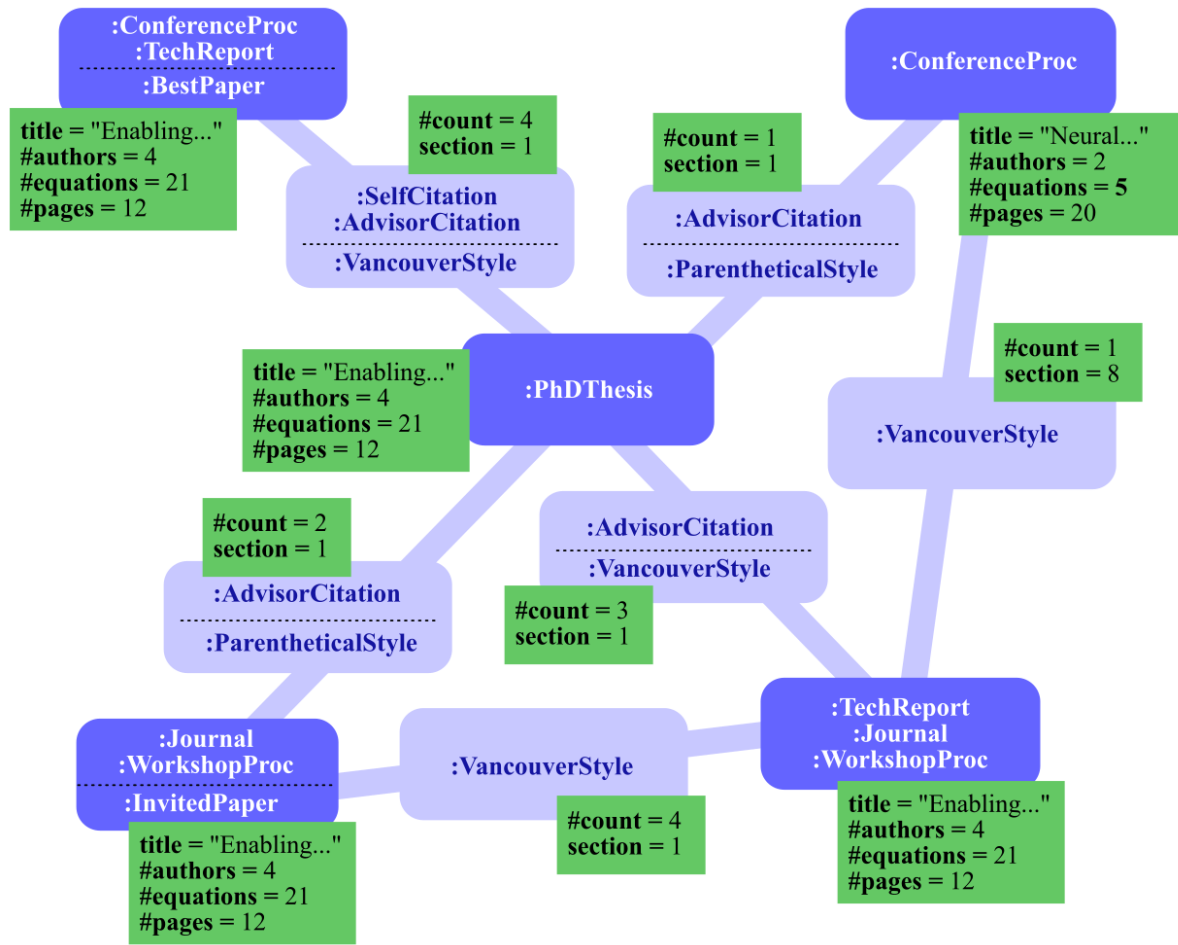 :ConferenceProc
:TechReport
:BestPaper
title = "Enabling..."
#authors = 4
#equations = 21
#pages = 12
#count = 4
section = 1
:SelfCitation
:AdvisorCitation
:VancouverStyle
#count = 1
section = 1
:AdvisorCitation
:ParentheticalStyle
:ConferenceProc
title = "Neural..."
#authors = 2
#equations = 5
#pages = 20
title = "Enabling..."
#authors = 4
#equations = 21
#pages = 12
:PhDThesis
#count = 1
section = 8
:VancouverStyle
#count = 2
section = 1
:AdvisorCitation
:ParentheticalStyle
:AdvisorCitation
:VancouverStyle
#count = 3
section = 1
:Journal
:WorkshopProc
:InvitedPaper
title = "Enabling..."
#authors = 4
#equations = 21
#pages = 12
:VancouverStyle
#count = 4
section = 1
:TechReport
:Journal
:WorkshopProc
title = "Enabling..."
#authors = 4
#equations = 21
#pages = 12